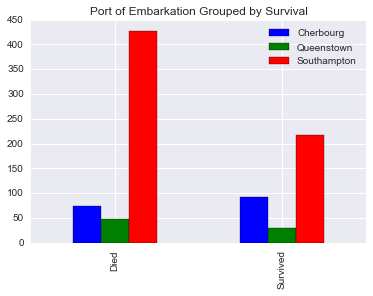 Port of Embarkation Grouped by Survival
450
400
350
300
250
200
150
100
50
0
Cherbourg
Queenstown
Southampton
Died
Survived